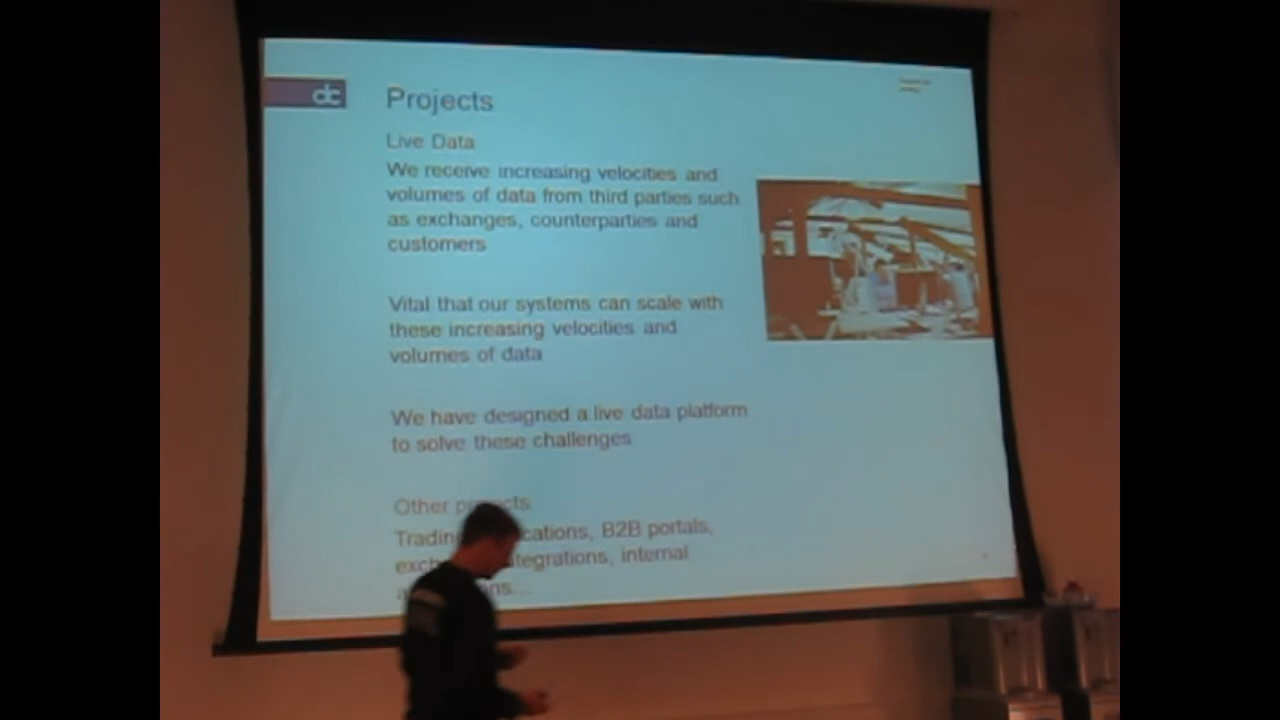 dc
Projects
Live Data
We receive increasing velocities and
volumes of data from third parties such
as exchanges, counterparties and
customers
Vital that our systems can scale with
these increasing velocities and
volumes of data
We have designed a live data platform
to solve these challenges
Other projects
Trading B2B portals,
integrations, internal